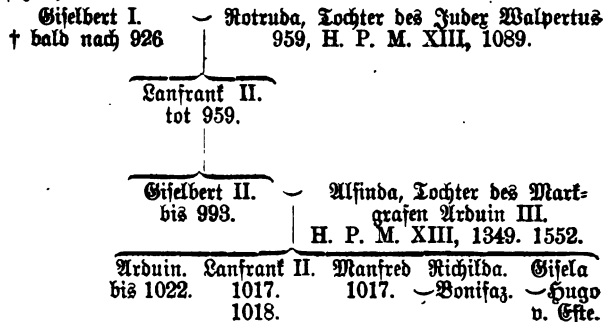 Giselbert I. ⌣ Rotruda, Tochter des Judex Walpertus
† bald nach 926 959, H. P. M. XIII, 1089.
Lanfrank II.
tot 959.
Giselbert II. ⌣ Alsinda, Tochter des Mark-
bis 993. grafen Arduin III.
H. P. M. XIII, 1349. 1552.
Arduin. Lanfrank II. Manfred Richilda. Gisela
bis 1022. 1017. 1017. ⌣Bonifaz. ⌣Hugo
1018. v. Este.